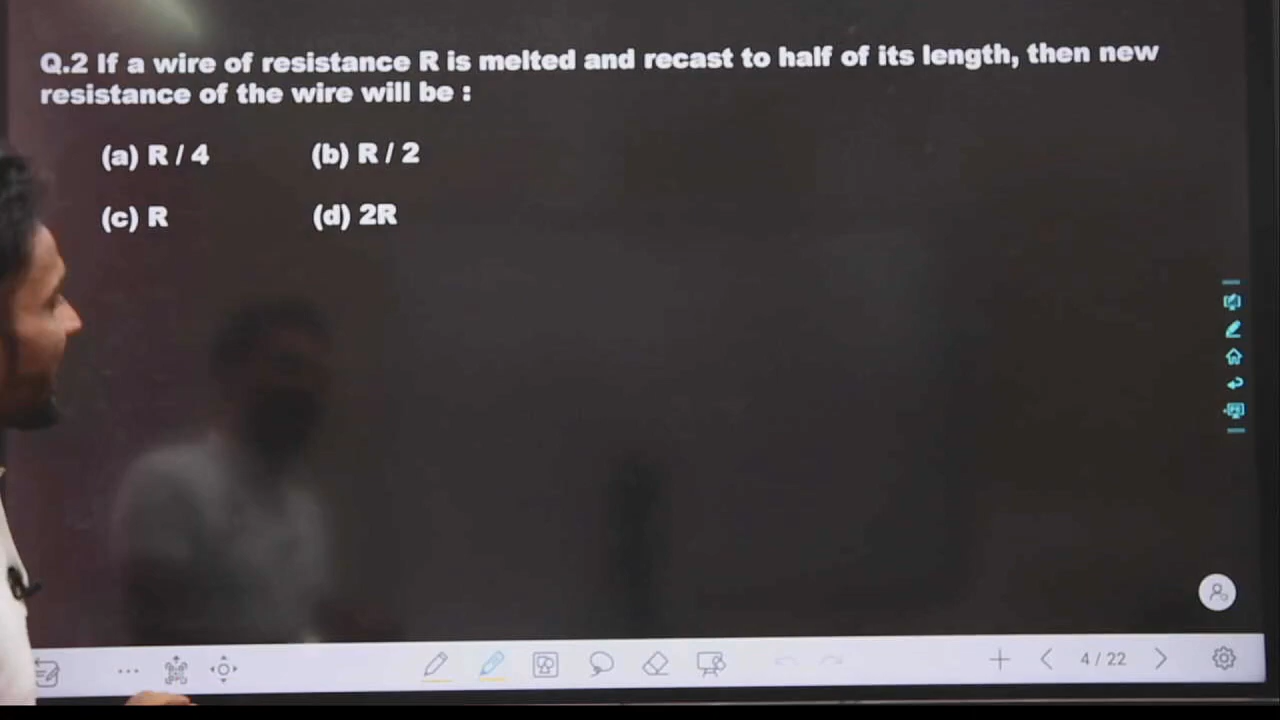 Q.2 If a wire of resistance R is melted and recast to half of its length, then new
resistance of the wire will be :
(a) R / 4 (b) R / 2
(c) R (d) 2R
4 / 22